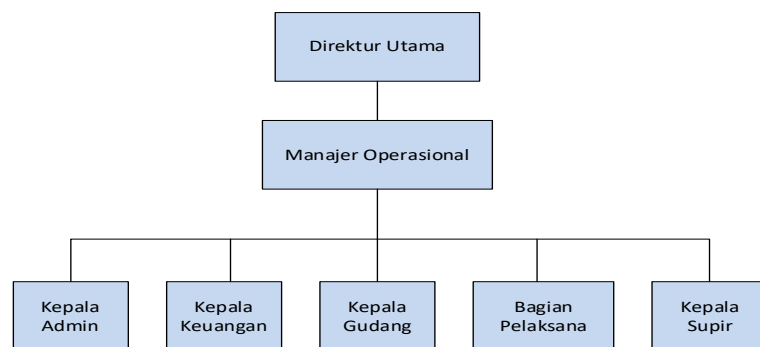 Direktur Utama
Manajer Operasional
Kepala
Admin
Kepala
Keuangan
Kepala
Gudang
Bagian
Pelaksana
Kepala
Supir